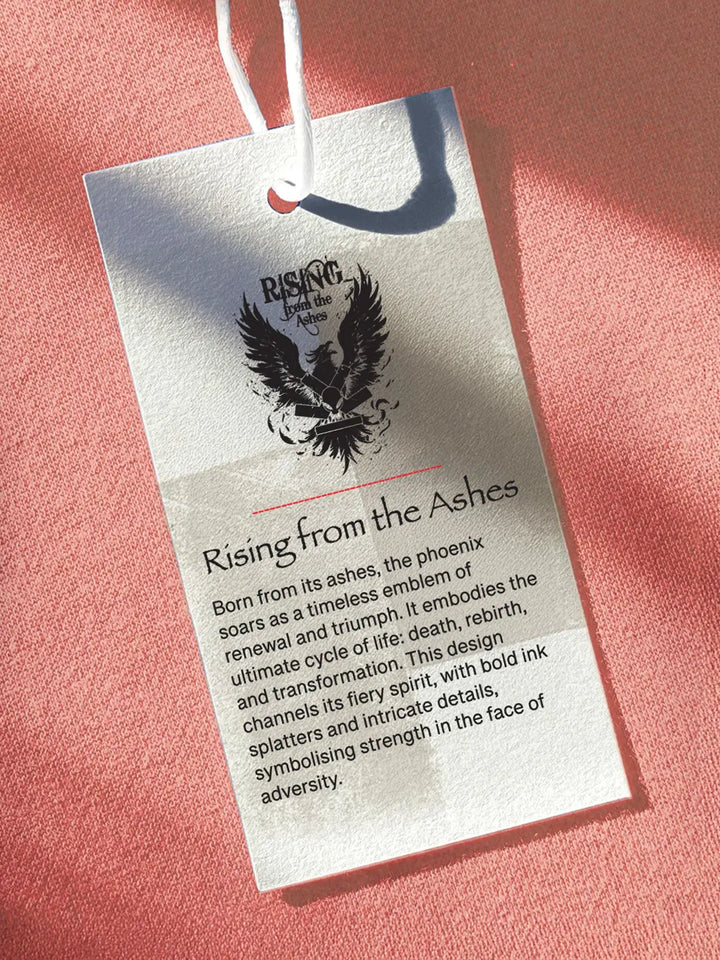 RISING
from the
Ashes
Rising from the Ashes
Born from its ashes, the phoenix
soars as a timeless emblem of
renewal and triumph. It embodies the
ultimate cycle of life: death, rebirth,
and transformation. This design
channels its fiery spirit, with bold ink
splatters and intricate details,
symbolising strength in the face of
adversity.